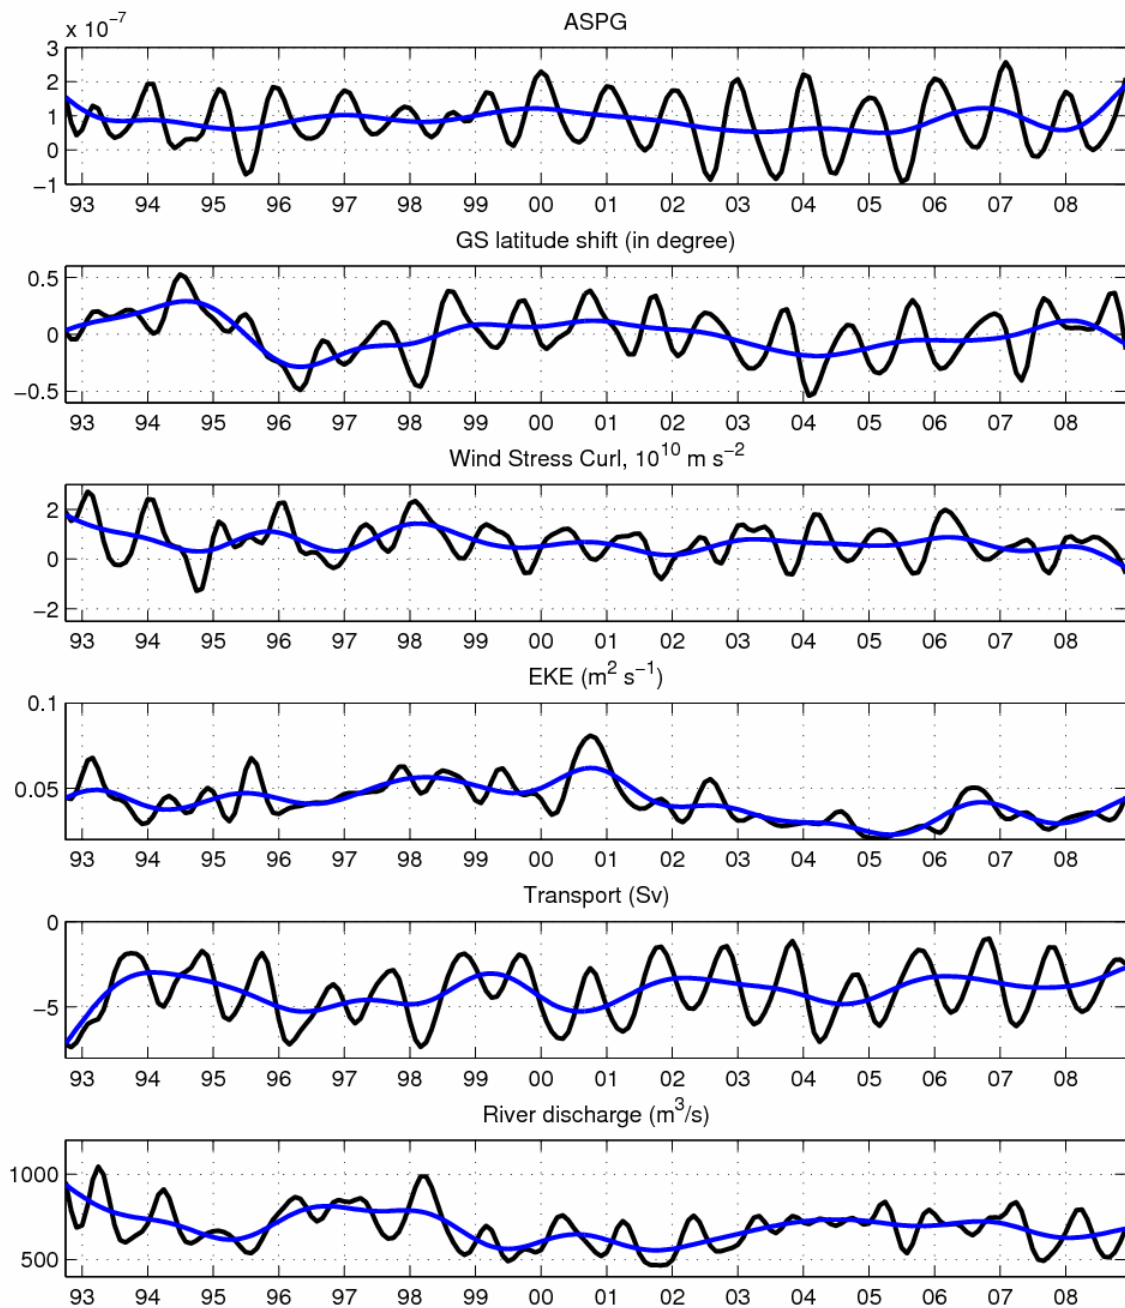 x 10⁻⁷
ASPG
3
2
1
0
−1
93 94 95 96 97 98 99 00 01 02 03 04 05 06 07 08
GS latitude shift (in degree)
0.5
0
−0.5
93 94 95 96 97 98 99 00 01 02 03 04 05 06 07 08
Wind Stress Curl, 10¹⁰ m s⁻²
2
0
−2
93 94 95 96 97 98 99 00 01 02 03 04 05 06 07 08
EKE (m² s⁻¹)
0.1
0.05
93 94 95 96 97 98 99 00 01 02 03 04 05 06 07 08
Transport (Sv)
0
−5
93 94 95 96 97 98 99 00 01 02 03 04 05 06 07 08
River discharge (m³/s)
1000
500
93 94 95 96 97 98 99 00 01 02 03 04 05 06 07 08